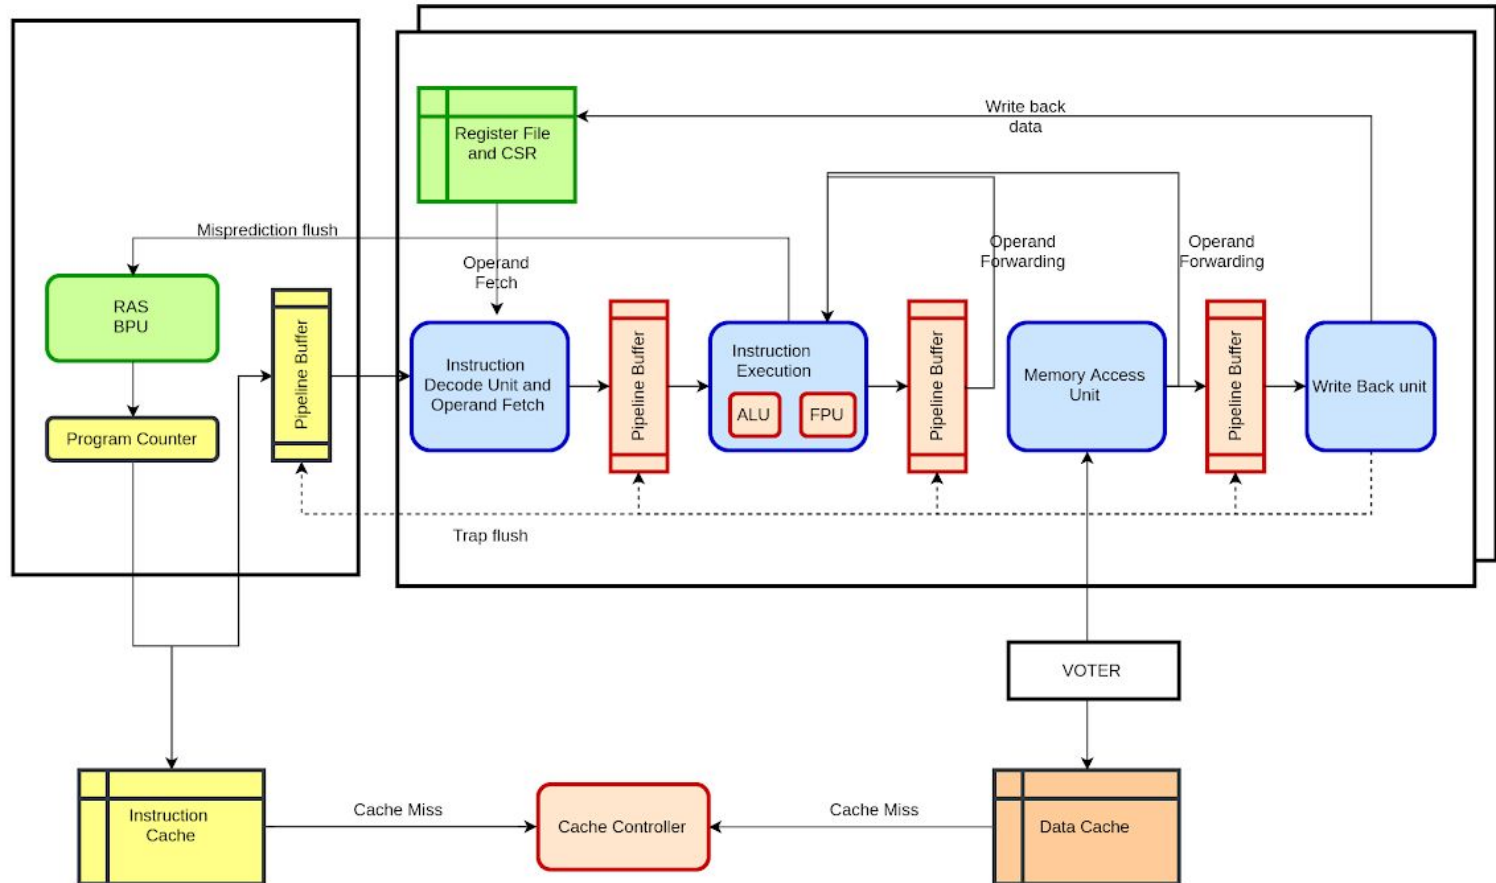 Write back
data
Register File
and CSR
Misprediction flush
Operand
Fetch
Operand
Forwarding
Operand
Forwarding
RAS
BPU
Program Counter
Pipeline Buffer
Instruction
Decode Unit and
Operand Fetch
Pipeline Buffer
Instruction
Execution
ALU
FPU
Pipeline Buffer
Memory Access
Unit
Pipeline Buffer
Write Back unit
Trap flush
VOTER
Instruction
Cache
Cache Miss
Cache Controller
Cache Miss
Data Cache